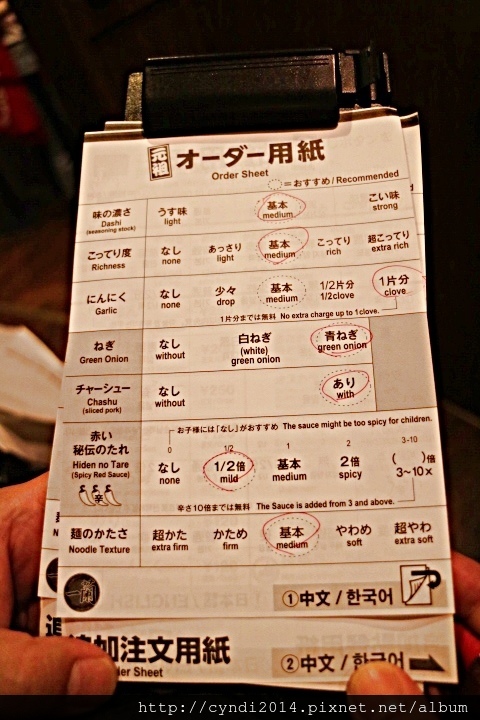 元祖 オーダー用紙
Order Sheet
=おすすめ/Recommended
味の濃さ うす味 基本 こい味
Dashi light medium strong
(seasoning stock)
こってり度 なし あっさり 基本 こってり 超こってり
Richness none light medium rich extra rich
にんにく なし 少々 基本 1/2片分 1片分
Garlic none drop medium 1/2clove clove
1片分までは無料 No extra charge up to 1clove.
ねぎ なし 白ねぎ 青ねぎ
Green Onion without (white) green onion
green onion
チャーシュー なし あり
Chashu without with
(sliced pork)
お子様には「なし」がおすすめ The sauce might be too spicy for children.
赤い 0 1/2 1 2 3-10
秘伝のたれ なし 1/2倍 基本 2倍 ( )倍
Hiden no Tare none mild medium spicy 3~10×
(Spicy Red Sauce)
辛
辛さ10倍までは無料 The Sauce is added from 3 and above.
麺のかたさ 超かた かため 基本 やわめ 超やわ
Noodle Texture extra firm firm medium soft extra soft
①中文 / 한국어
追加注文用紙
Order Sheet
②中文 / 한국어
http://cyndi2014.pixnet.net/album